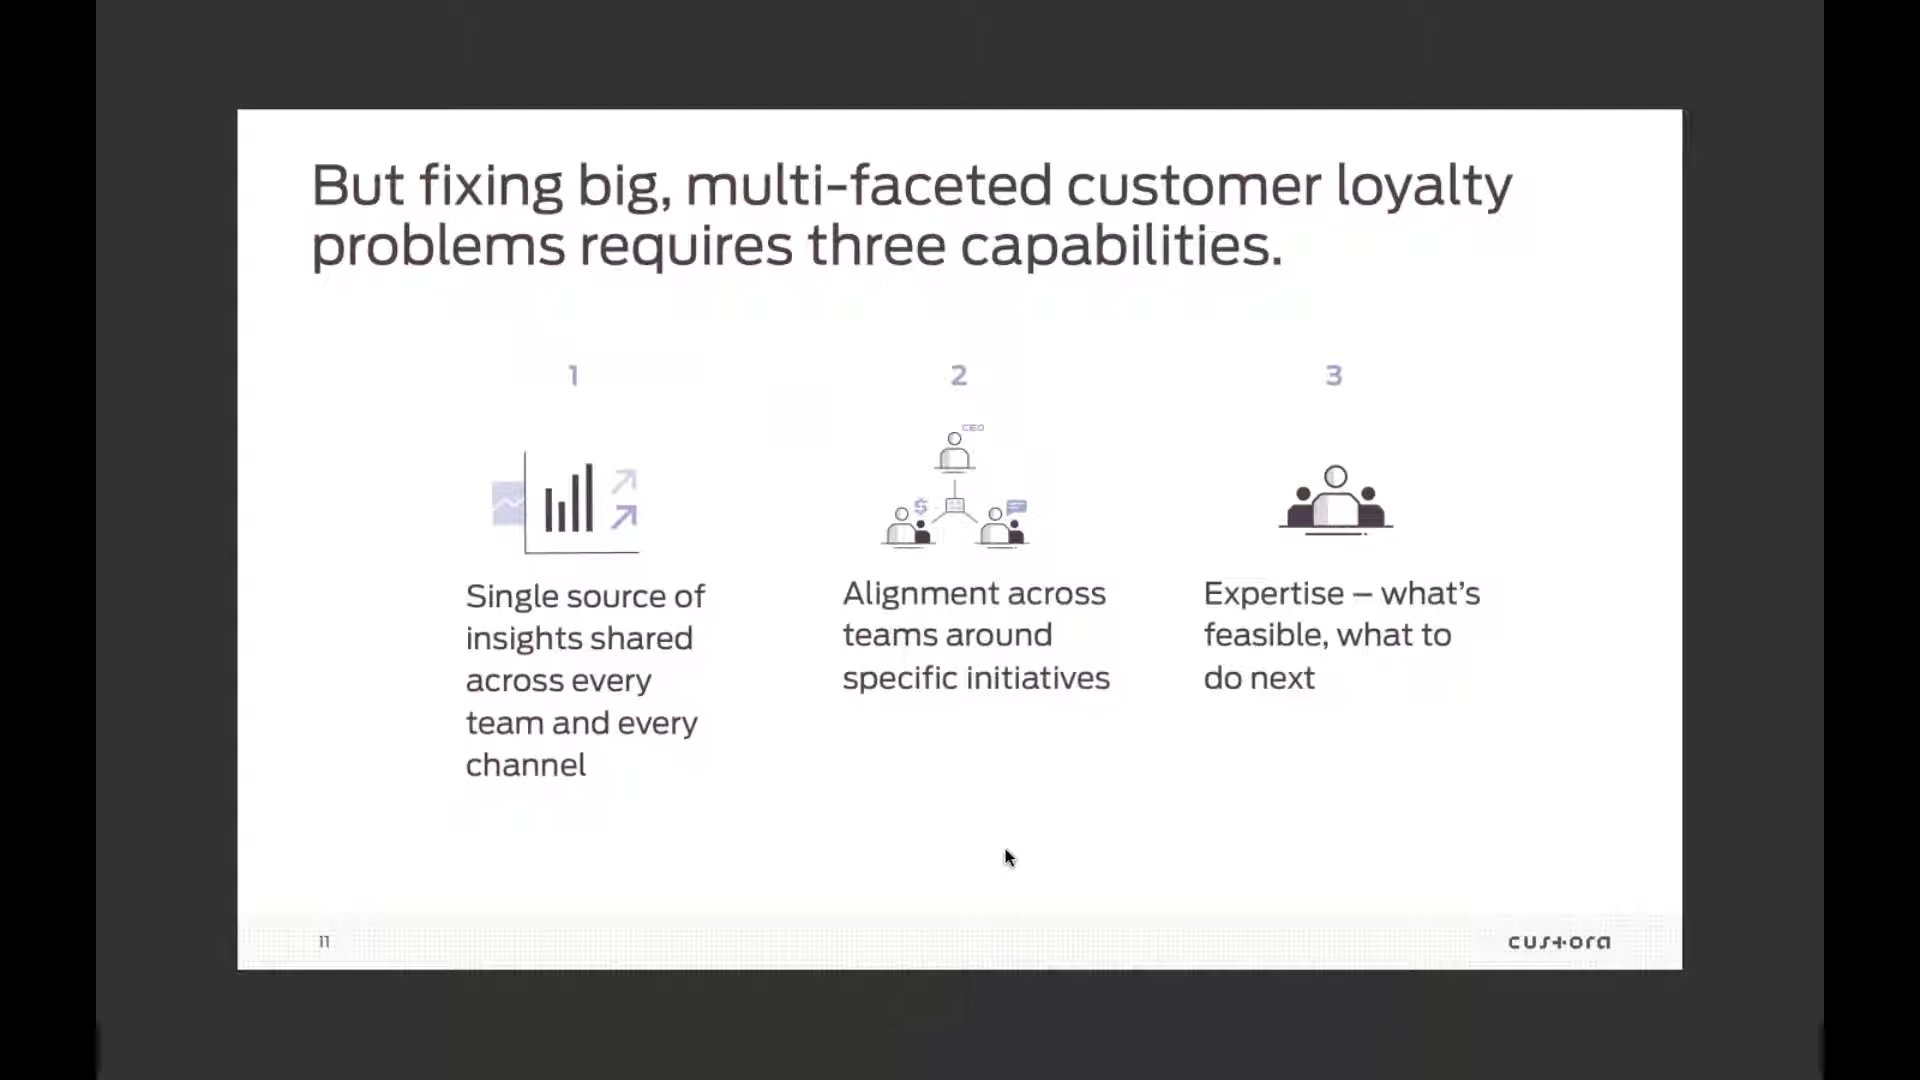 But fixing big, multi-faceted customer loyalty
problems requires three capabilities.
1
2
3
CEO
$
Single source of
insights shared
across every
team and every
channel
Alignment across
teams around
specific initiatives
Expertise – what’s
feasible, what to
do next
11
custora